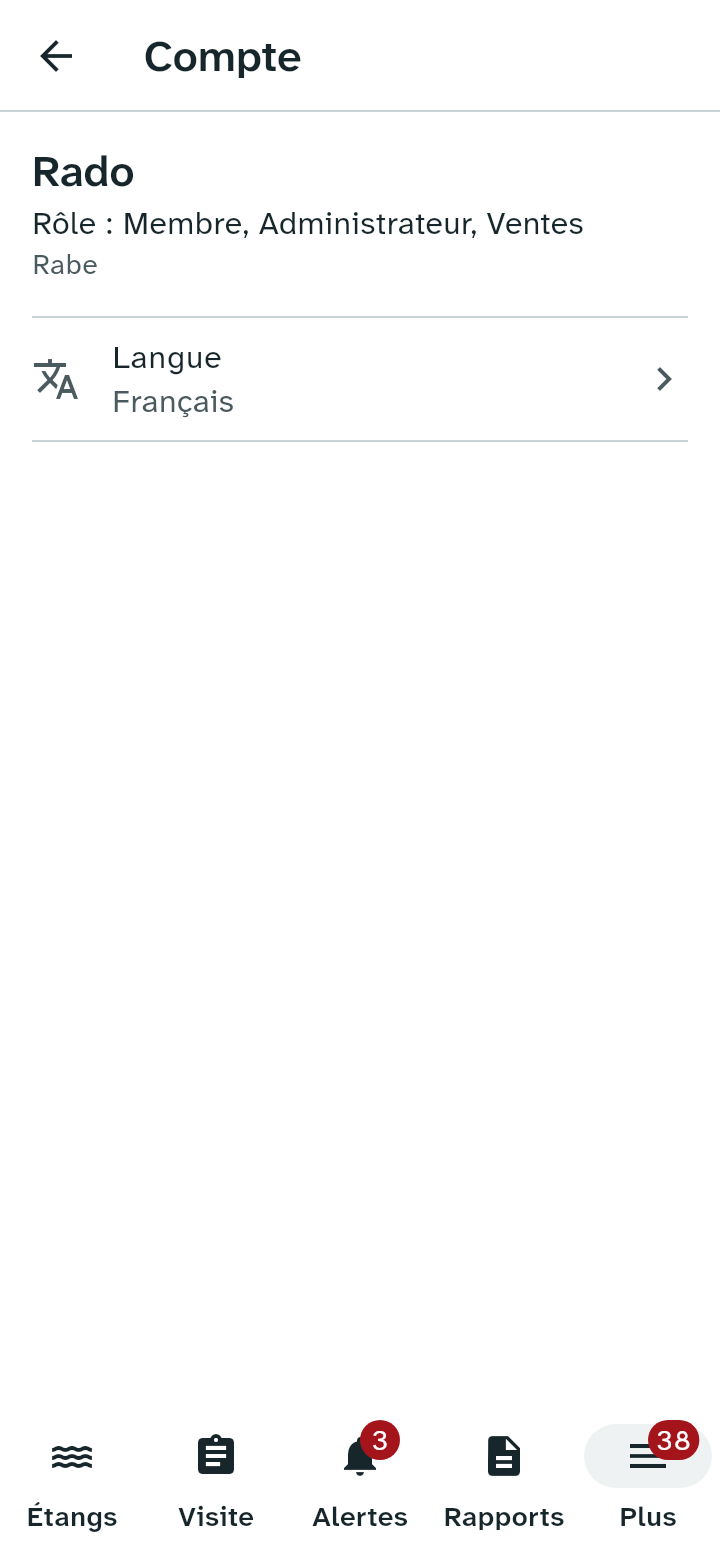 Compte
Rado
Rôle : Membre, Administrateur, Ventes
Rabe
Langue
Français
3
38
Étangs
Visite
Alertes
Rapports
Plus